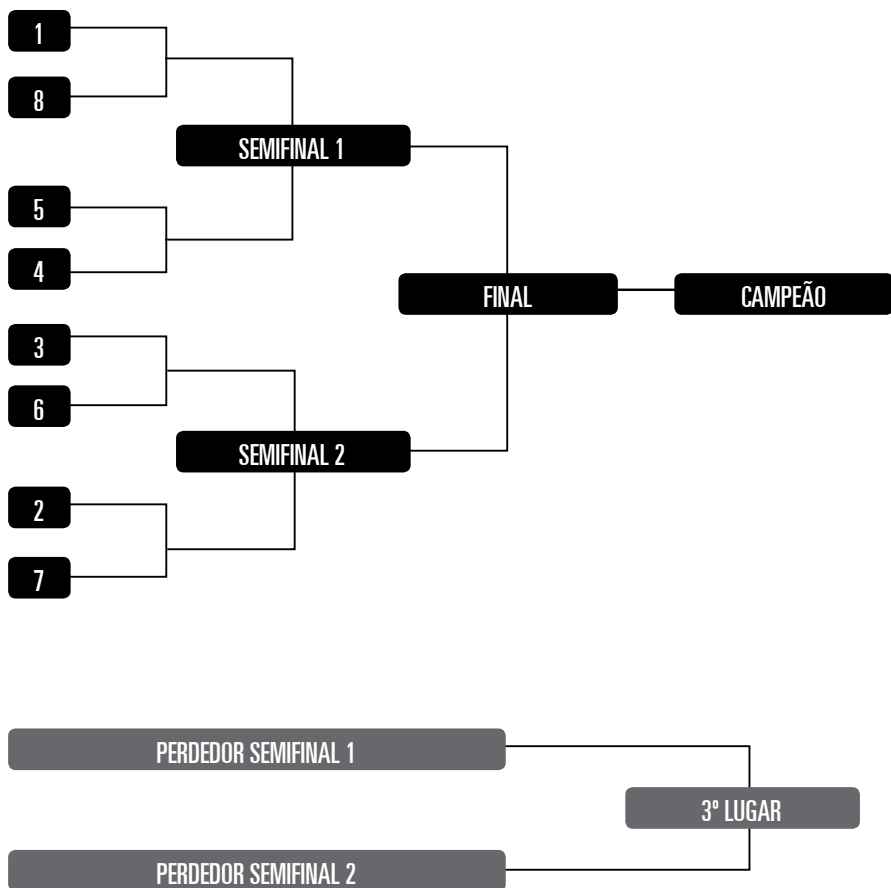 1
8
SEMIFINAL 1
5
4
FINAL
CAMPEÃO
3
6
SEMIFINAL 2
2
7
PERDEDOR SEMIFINAL 1
3º LUGAR
PERDEDOR SEMIFINAL 2